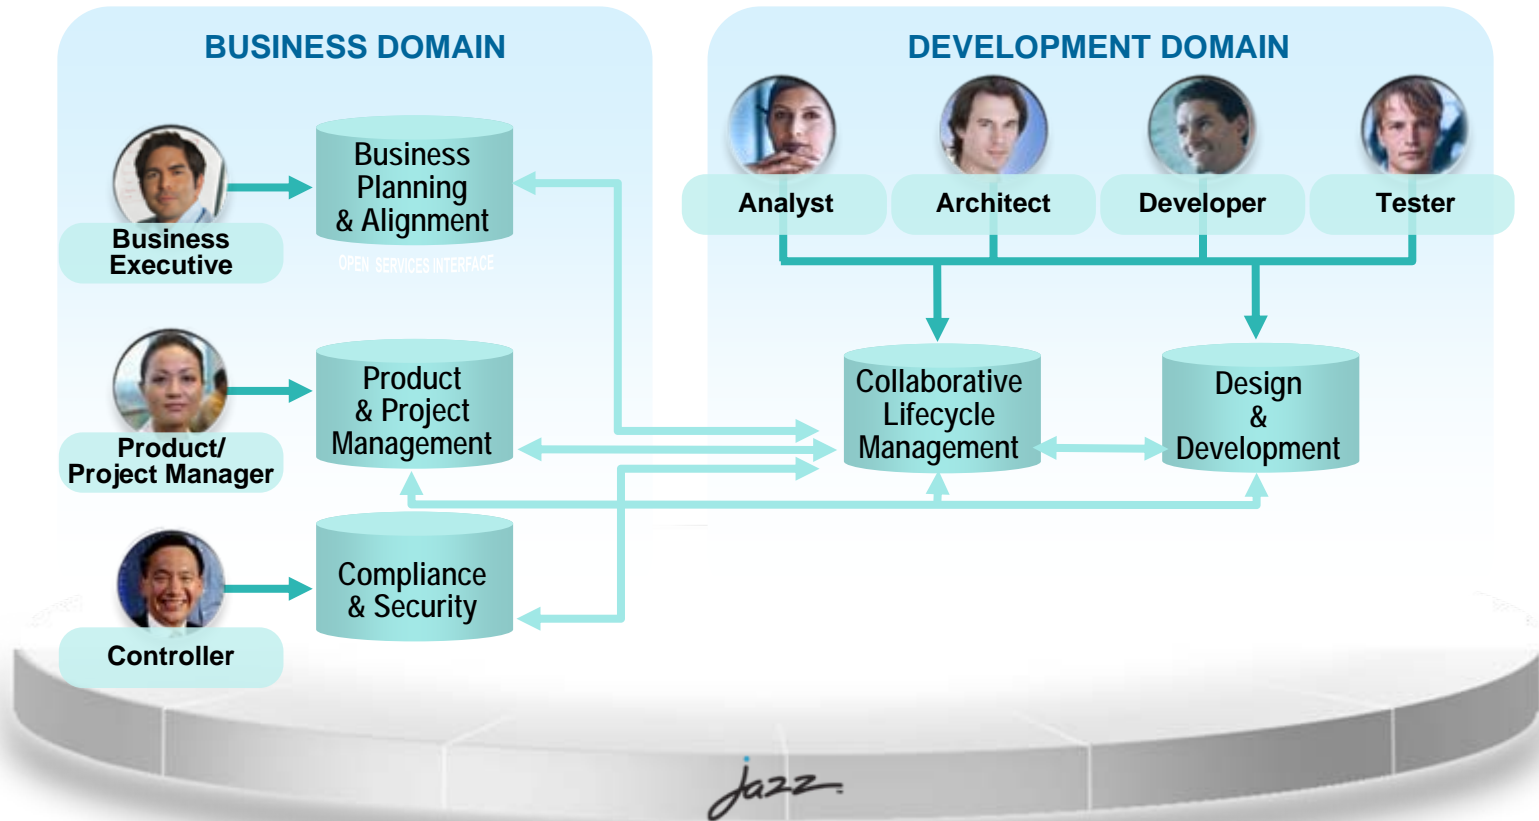 BUSINESS DOMAIN
Business
Planning
& Alignment
OPEN SERVICES INTERFACE
Business
Executive
Product
& Project
Management
Product/
Project Manager
Compliance
& Security
Controller
DEVELOPMENT DOMAIN
Analyst
Architect
Developer
Tester
Collaborative
Lifecycle
Management
Design
&
Development
jazz